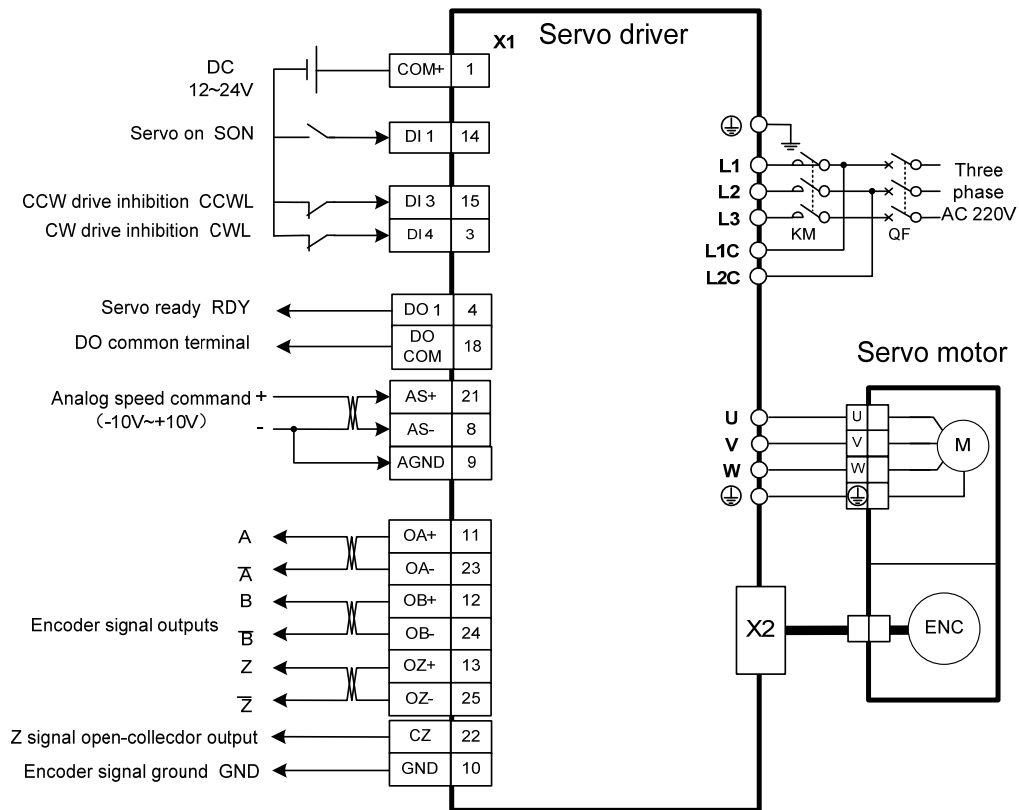 Servo driver
X1
DC
12~24V
COM+ 1
Servo on SON
DI 1 14
CCW drive inhibition CCWL
DI 3 15
CW drive inhibition CWL
DI 4 3
Servo ready RDY
DO 1 4
DO common terminal
DO
COM
18
Analog speed command +
(-10V~+10V) -
AS+ 21
AS- 8
AGND 9
Encoder signal outputs
A OA+ 11
A̅ OA- 23
B OB+ 12
B̅ OB- 24
Z OZ+ 13
Z̅ OZ- 25
Z signal open-collecdor output
CZ 22
Encoder signal ground GND
GND 10
L1
L2
L3
L1C
L2C
KM
QF
Three
phase
AC 220V
Servo motor
U U
V V
W W
M
X2
ENC